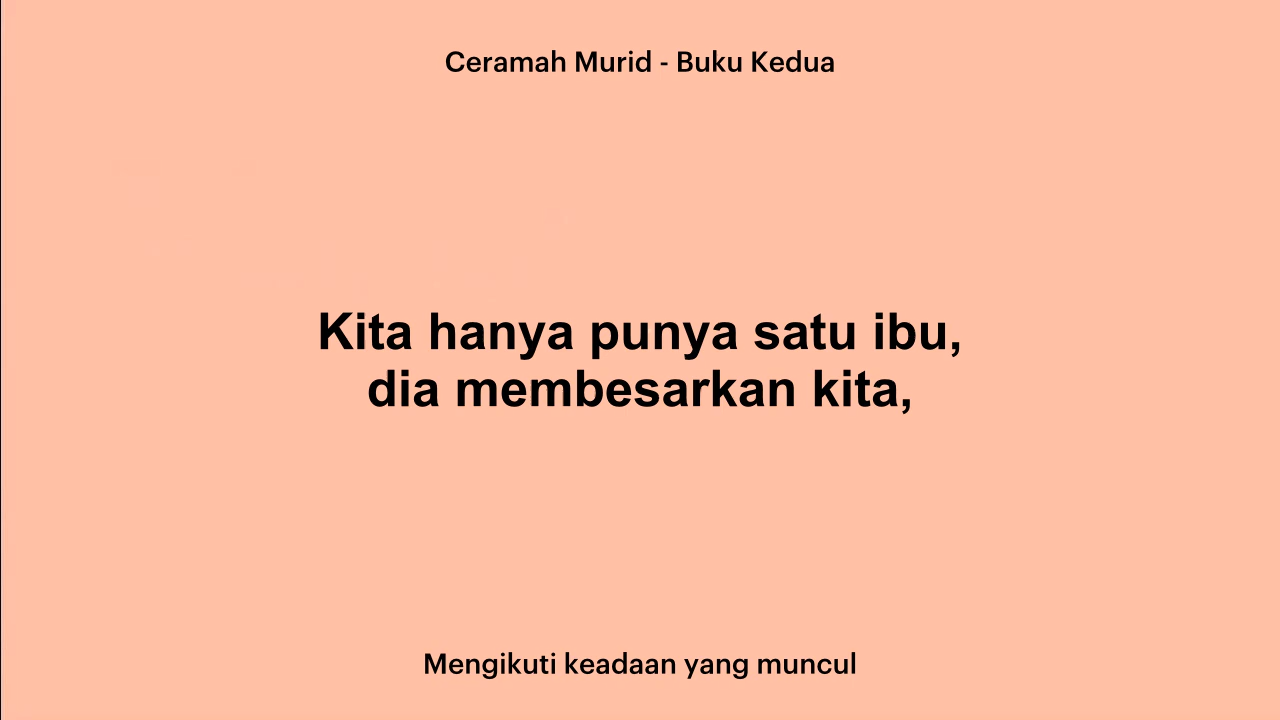 Ceramah Murid - Buku Kedua
Kita hanya punya satu ibu,
dia membesarkan kita,
Mengikuti keadaan yang muncul